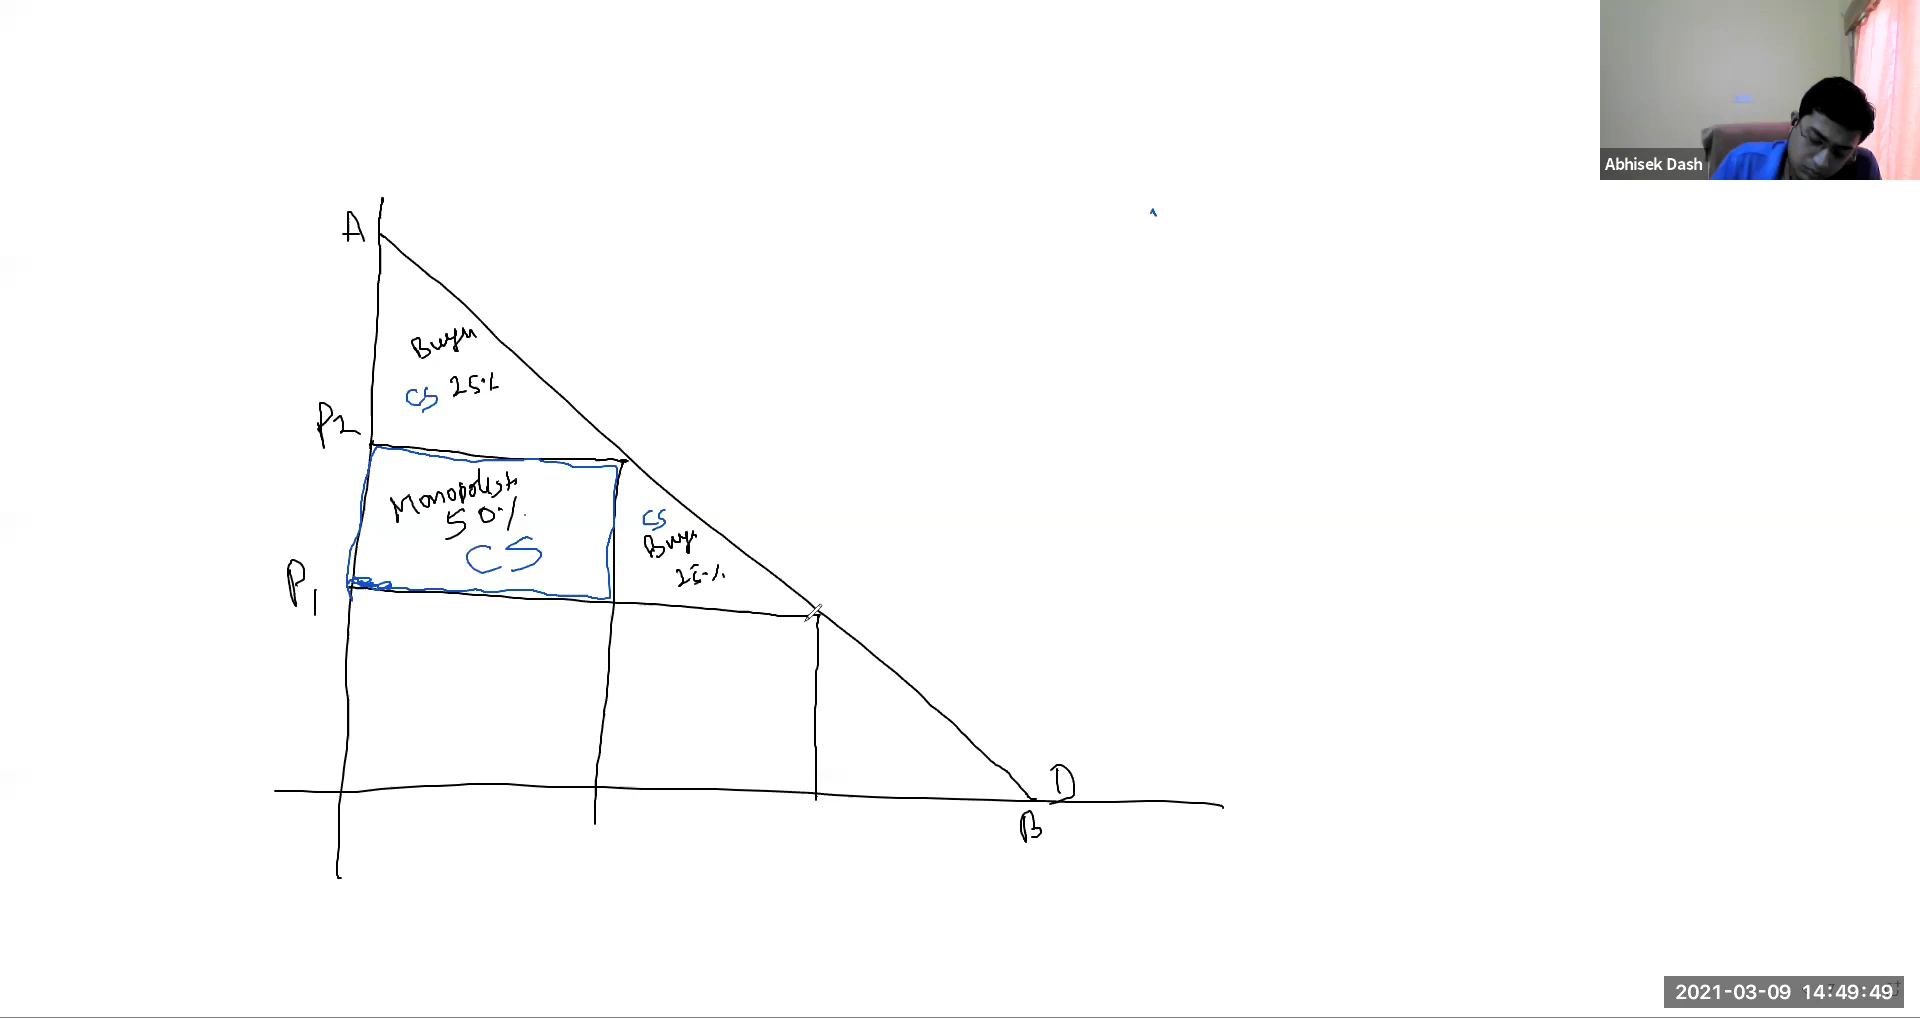 Abhisek Dash
A
Buyer
CS 25%
P2
Monopolist
50%
CS
CS
Buyer
25%
P1
D
B
2021-03-09 14:49:49